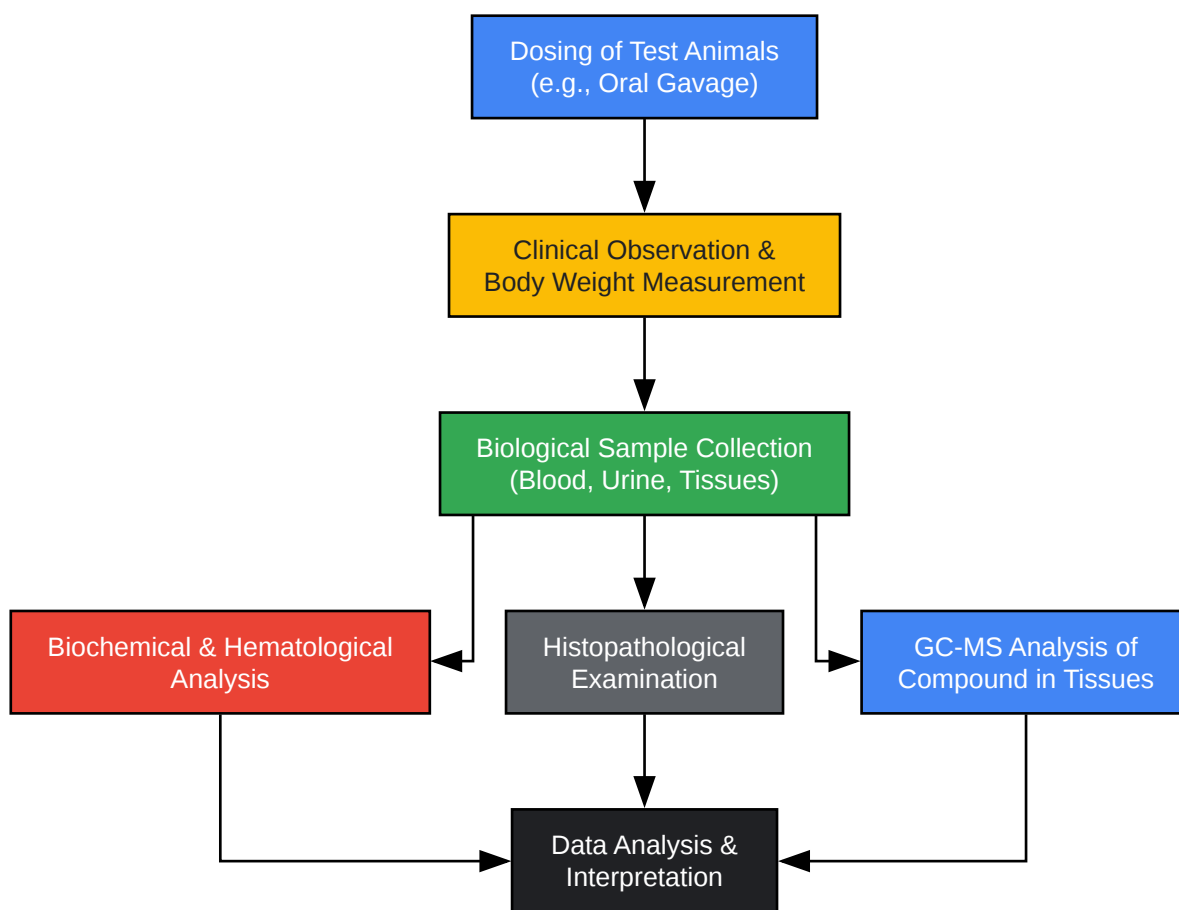 Dosing of Test Animals
(e.g., Oral Gavage)
Clinical Observation &
Body Weight Measurement
Biological Sample Collection
(Blood, Urine, Tissues)
Biochemical & Hematological
Analysis
Histopathological
Examination
GC-MS Analysis of
Compound in Tissues
Data Analysis &
Interpretation